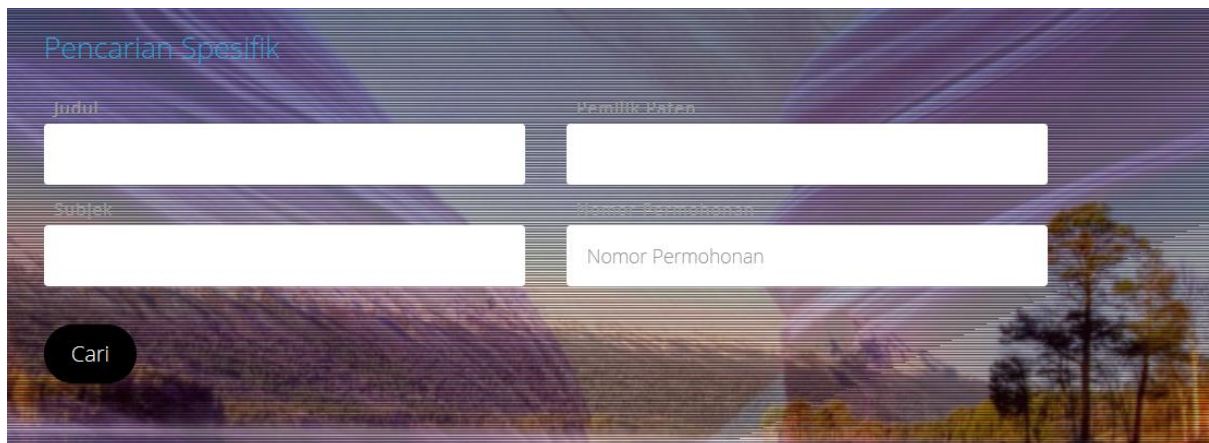 Pencarian Spesifik
Judul
Pemilik Paten
Subjek
Nomor Permohonan
Nomor Permohonan
Cari